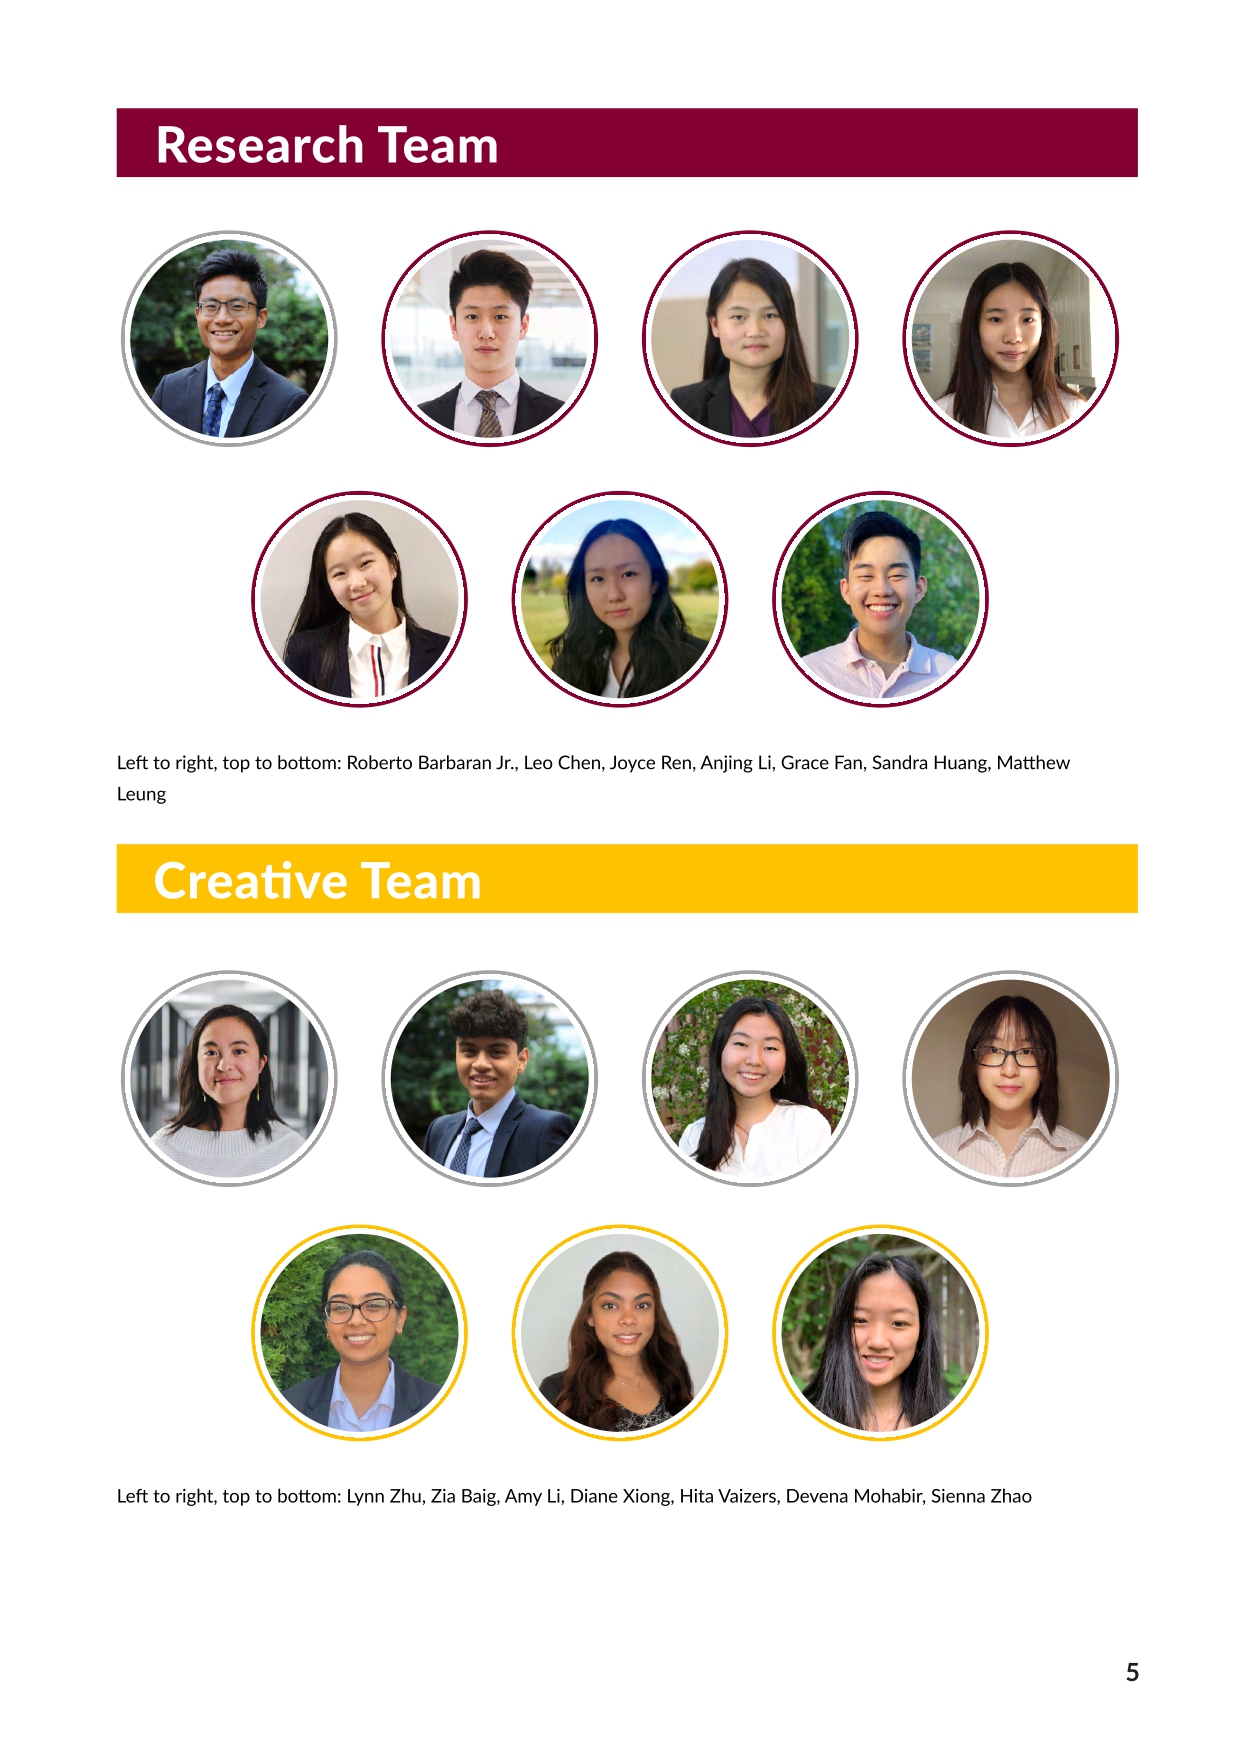 Research Team
Left to right, top to bottom: Roberto Barbaran Jr., Leo Chen, Joyce Ren, Anjing Li, Grace Fan, Sandra Huang, Matthew
Leung
Creative Team
Left to right, top to bottom: Lynn Zhu, Zia Baig, Amy Li, Diane Xiong, Hita Vaizers, Devena Mohabir, Sienna Zhao
5